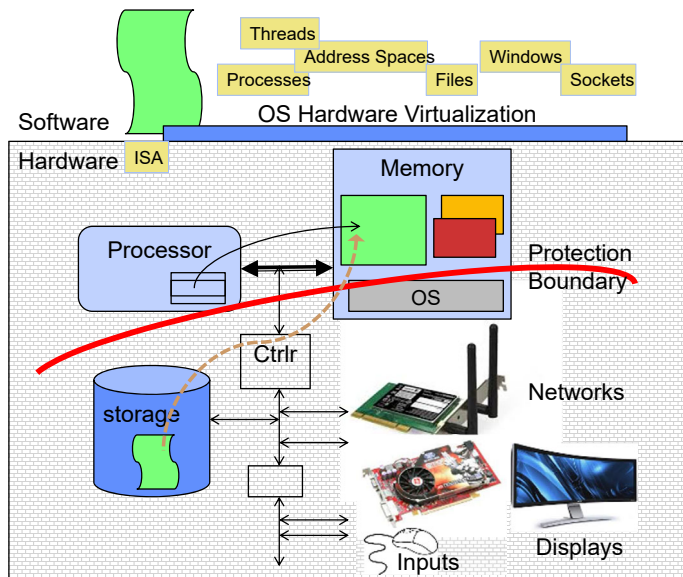 Threads
Address Spaces
Windows
Processes
Files
Sockets
OS Hardware Virtualization
Software
Hardware
ISA
Memory
Processor
Protection
Boundary
OS
Ctrlr
storage
Networks
Displays
Inputs